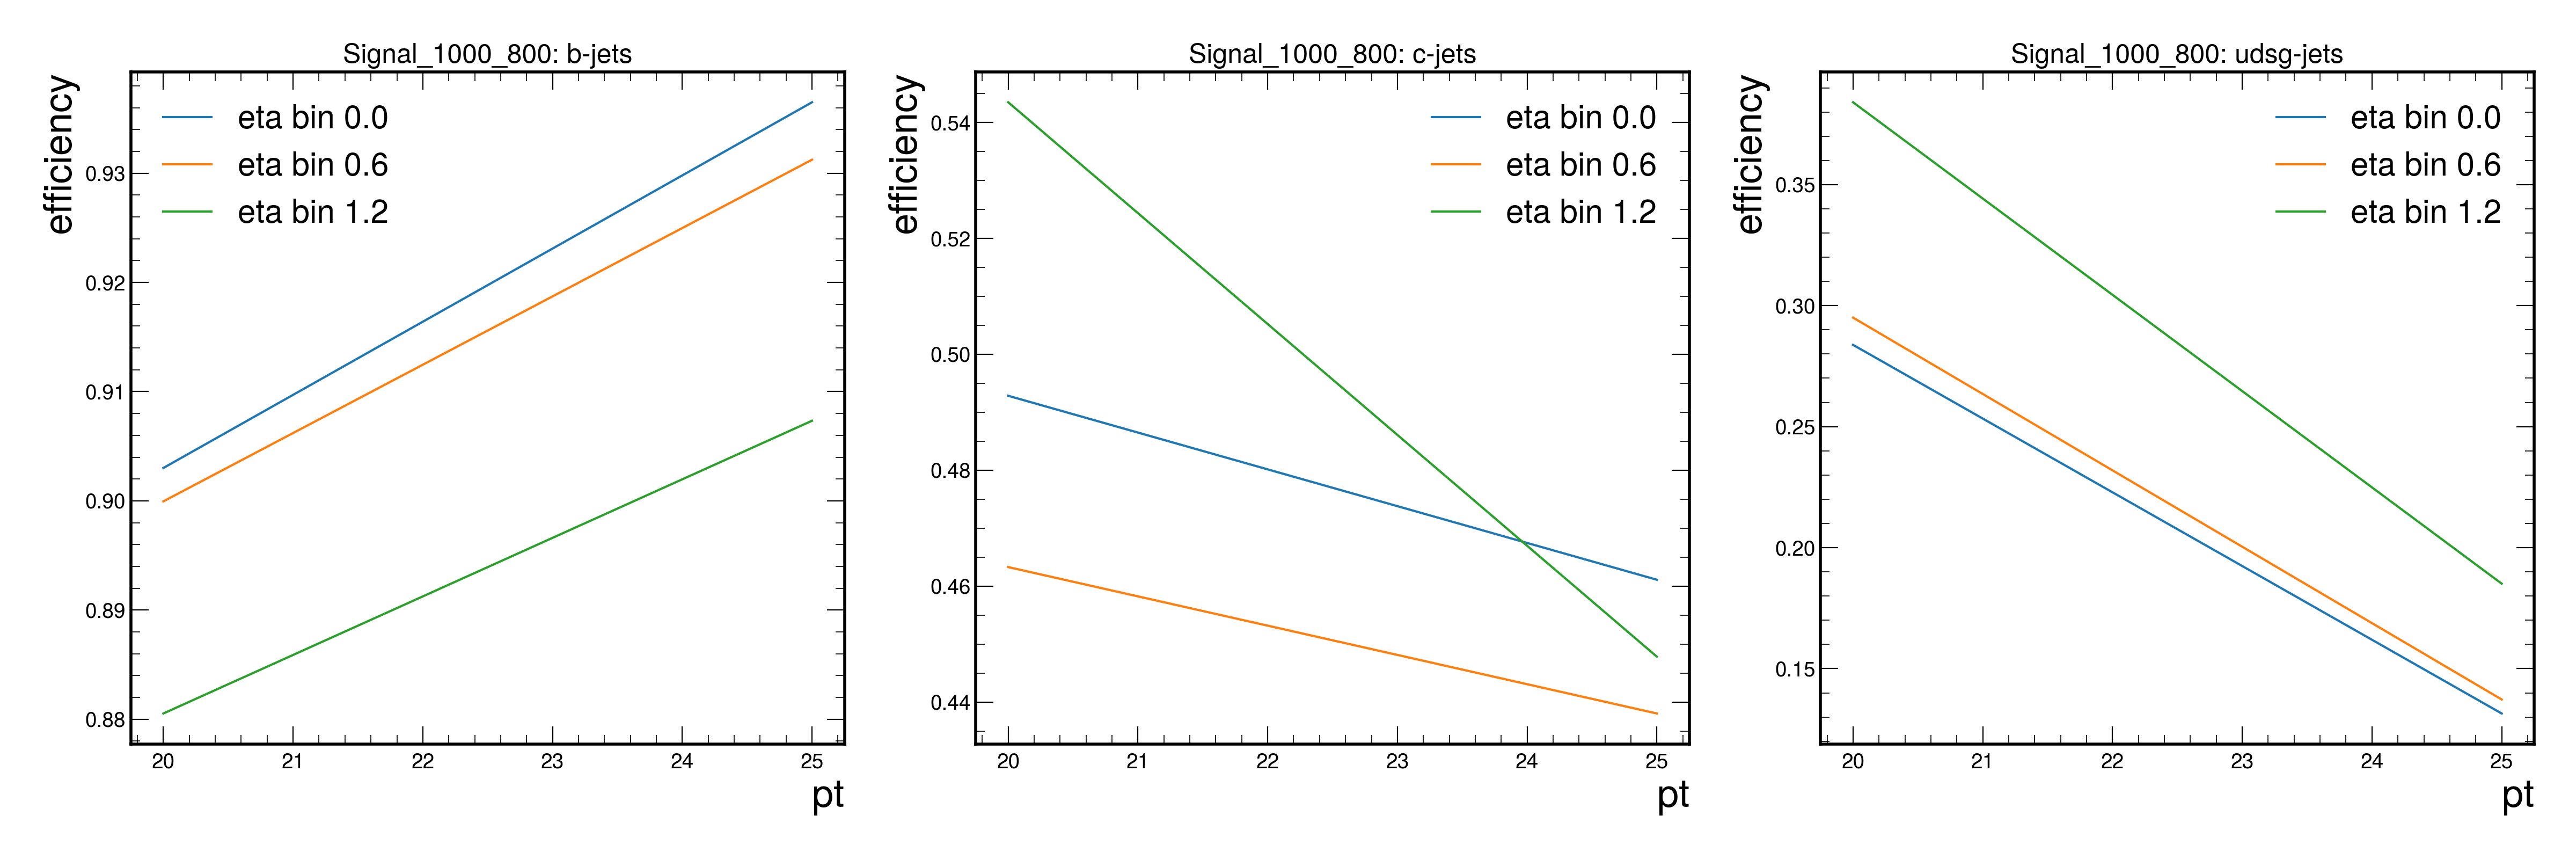 Signal_1000_800: b-jets
efficiency
eta bin 0.0
eta bin 0.6
eta bin 1.2
0.93
0.92
0.91
0.90
0.89
0.88
20 21 22 23 24 25
pt
Signal_1000_800: c-jets
efficiency
eta bin 0.0
eta bin 0.6
eta bin 1.2
0.54
0.52
0.50
0.48
0.46
0.44
20 21 22 23 24 25
pt
Signal_1000_800: udsg-jets
efficiency
eta bin 0.0
eta bin 0.6
eta bin 1.2
0.35
0.30
0.25
0.20
0.15
20 21 22 23 24 25
pt